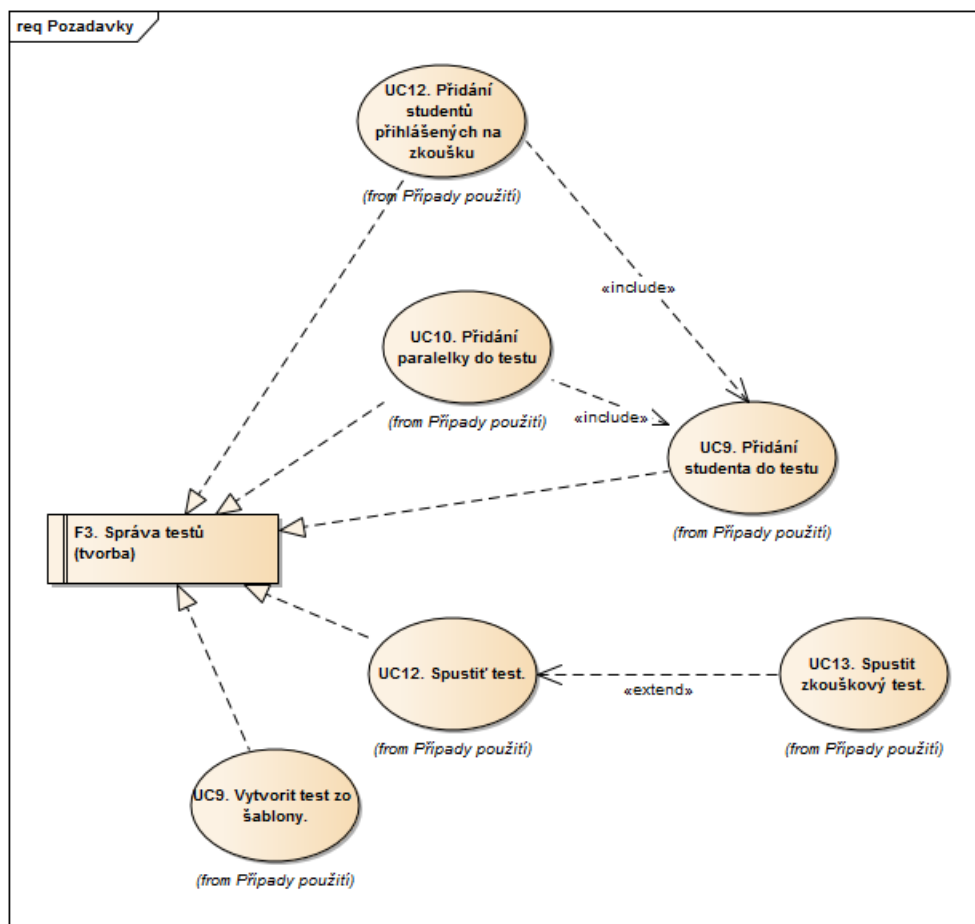 req Pozadavky
UC12. Přidání
studentů
přihlášených na
zkoušku
(from Případy použití)
«include»
UC10. Přidání
paralelky do testu
(from Případy použití)
«include»
UC9. Přidání
studenta do testu
(from Případy použití)
F3. Správa testů
(tvorba)
UC12. Spustiť test.
(from Případy použití)
«extend»
UC13. Spustit
zkouškový test.
(from Případy použití)
UC9. Vytvorit test zo
šablony.
(from Případy použití)